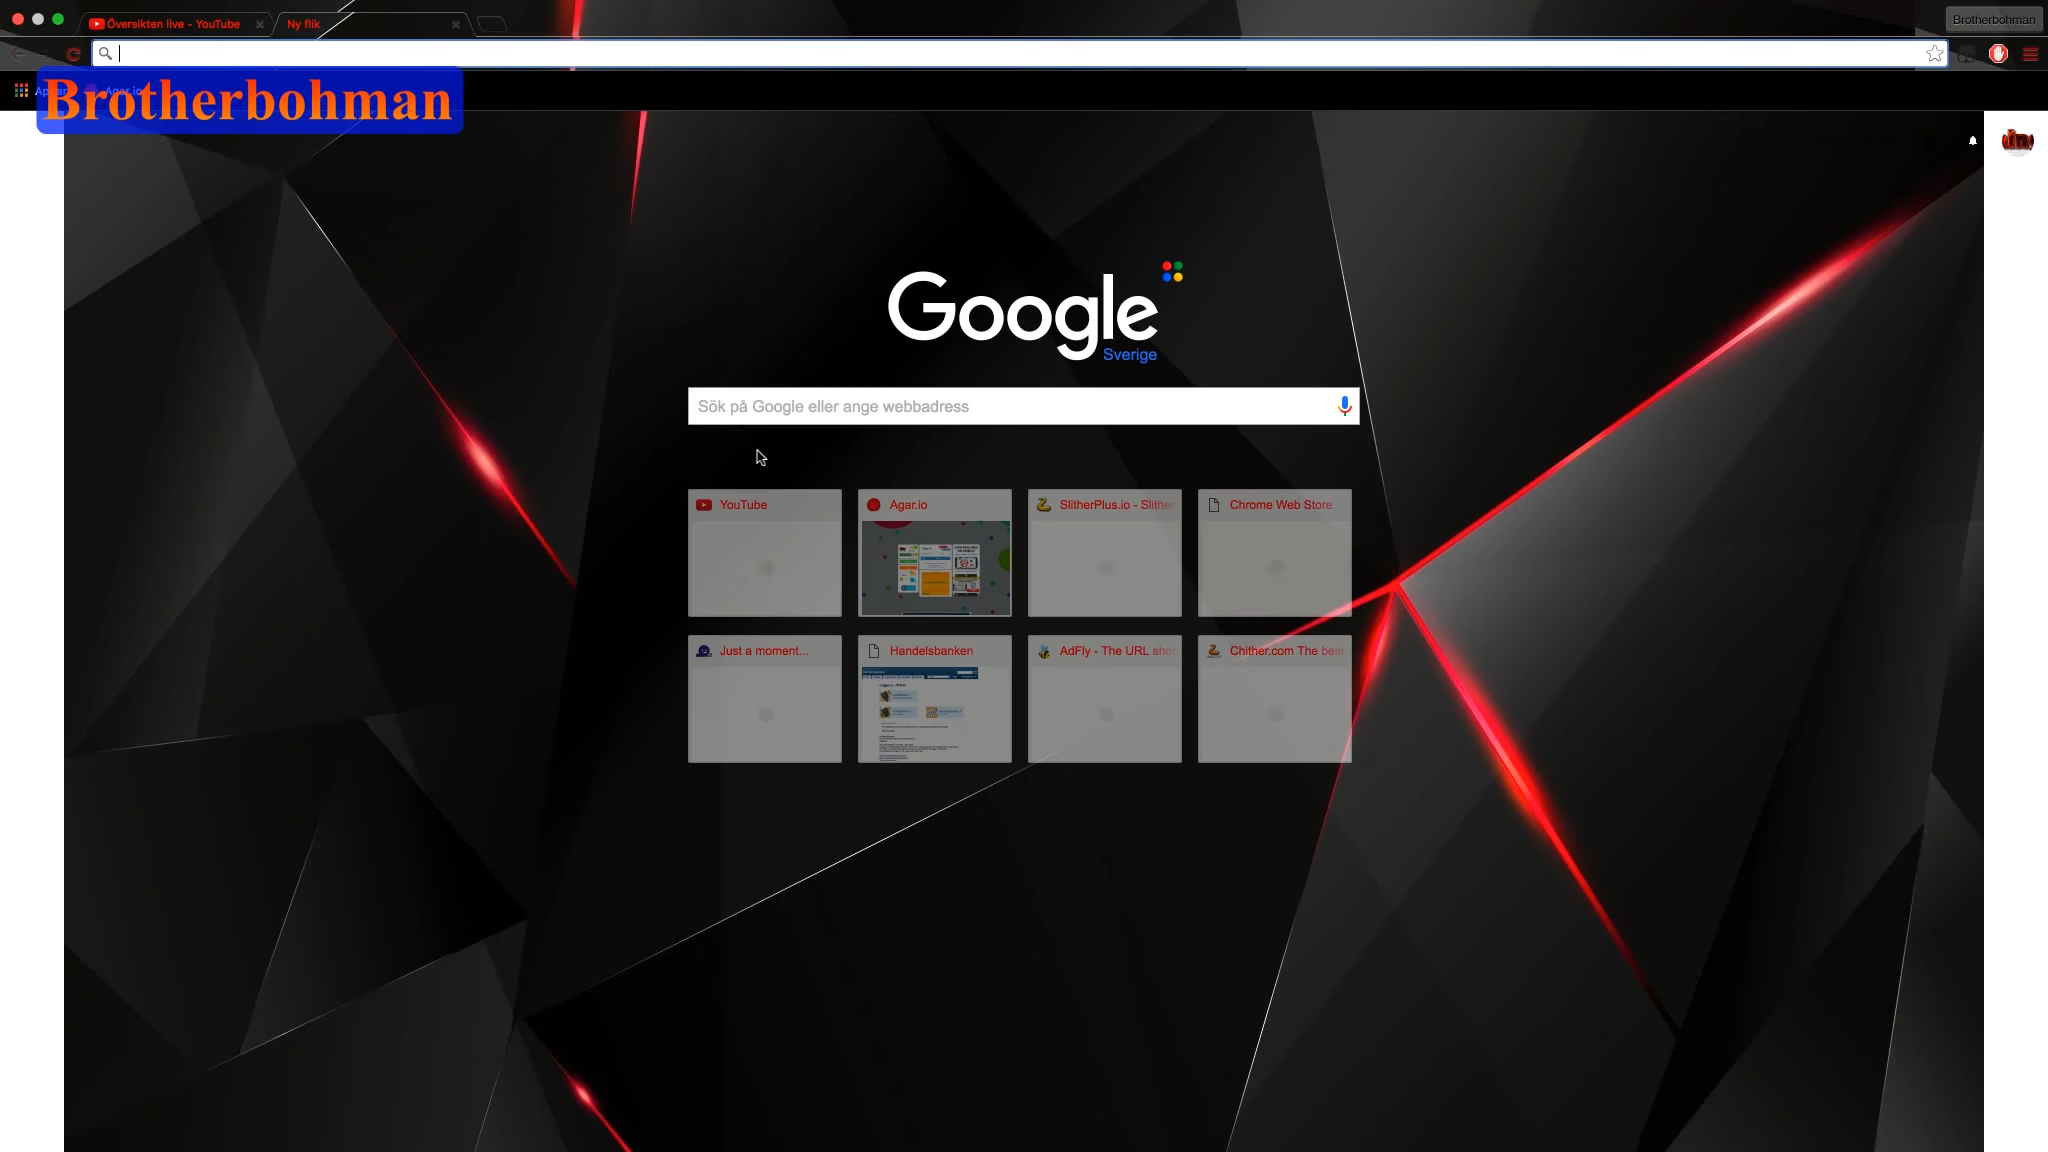 Översikten live - YouTube
Ny flik
Brotherbohman
Brotherbohman
Google
Sverige
Sök på Google eller ange webbadress
YouTube
Agar.io
SlitherPlus.io - Slither
Chrome Web Store
Just a moment...
Handelsbanken
AdFly - The URL shor
Chither.com The best